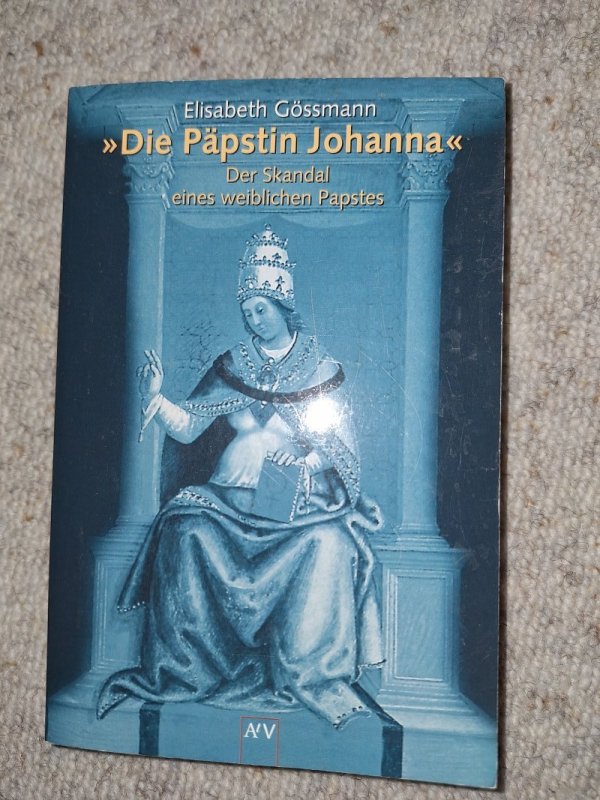 Elisabeth Gössmann
»Die Päpstin Johanna«
Der Skandal
eines weiblichen Papstes
AtV